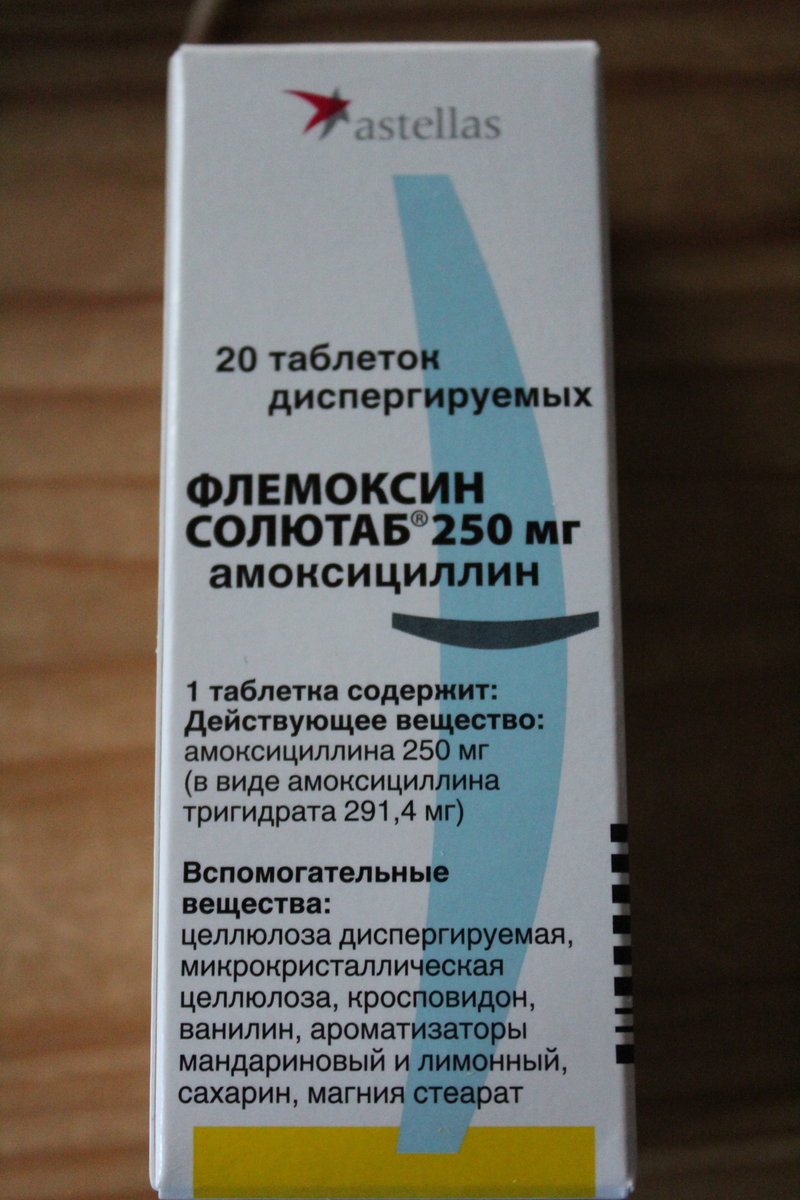 astellas
20 таблеток
диспергируемых
ФЛЕМОКСИН
СОЛЮТАБ® 250 мг
амоксициллин
1 таблетка содержит:
Действующее вещество:
амоксициллина 250 мг
(в виде амоксициллина
тригидрата 291,4 мг)
Вспомогательные
вещества:
целлюлоза диспергируемая,
микрокристаллическая
целлюлоза, кросповидон,
ванилин, ароматизаторы
мандариновый и лимонный,
сахарин, магния стеарат